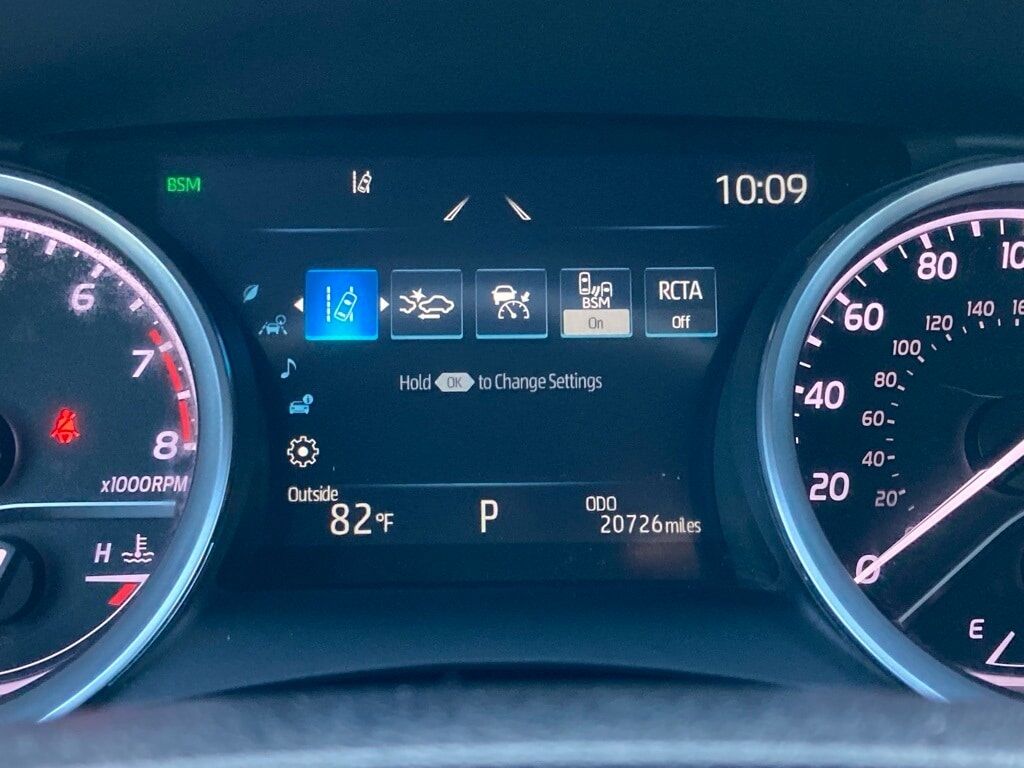 BSM
10:09
BSM
On
RCTA
Off
Hold OK to Change Settings
Outside
82°F
P
ODO
20726 miles
6
7
8
x1000RPM
H
80
60
40
20
0
140
120
100
80
60
40
20
E